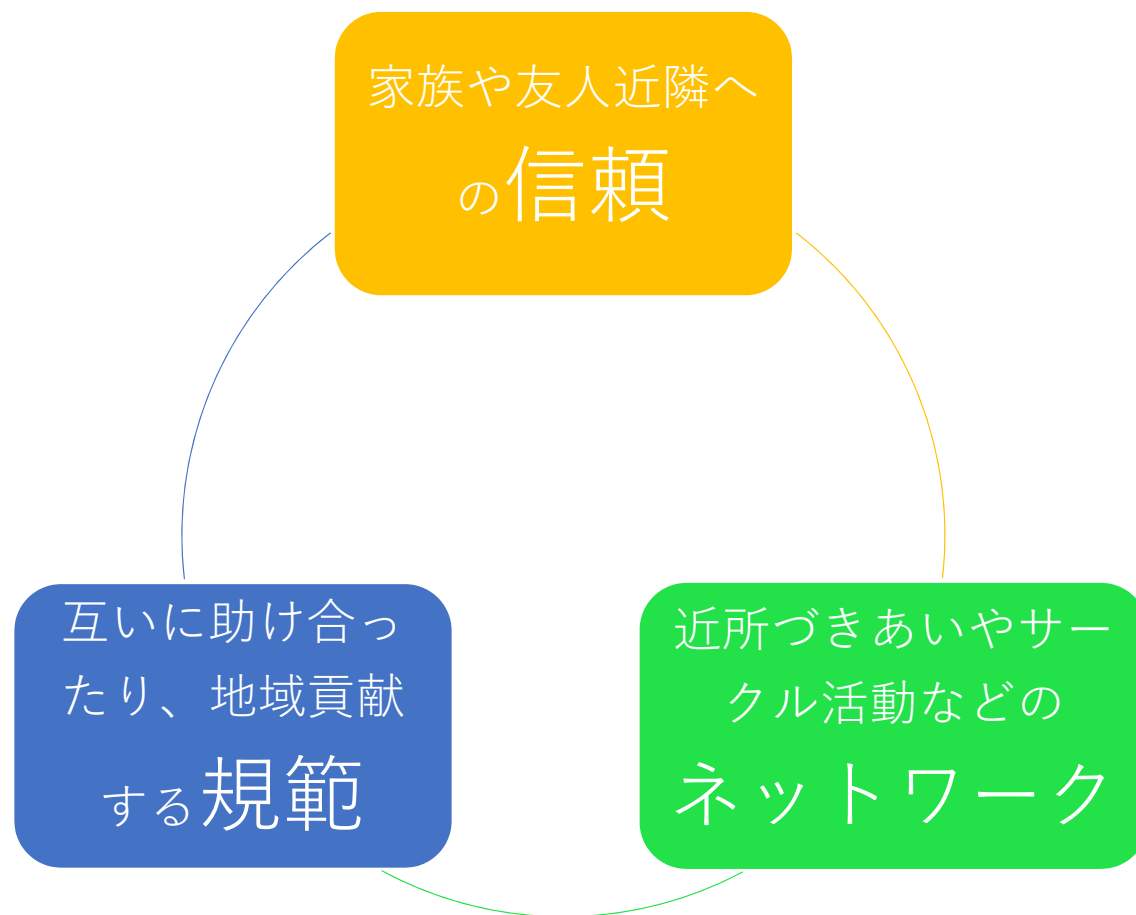 家族や友人近隣へ
の信頼
互いに助け合っ
たり、地域貢献
する規範
近所づきあいやサー
クル活動などの
ネットワーク